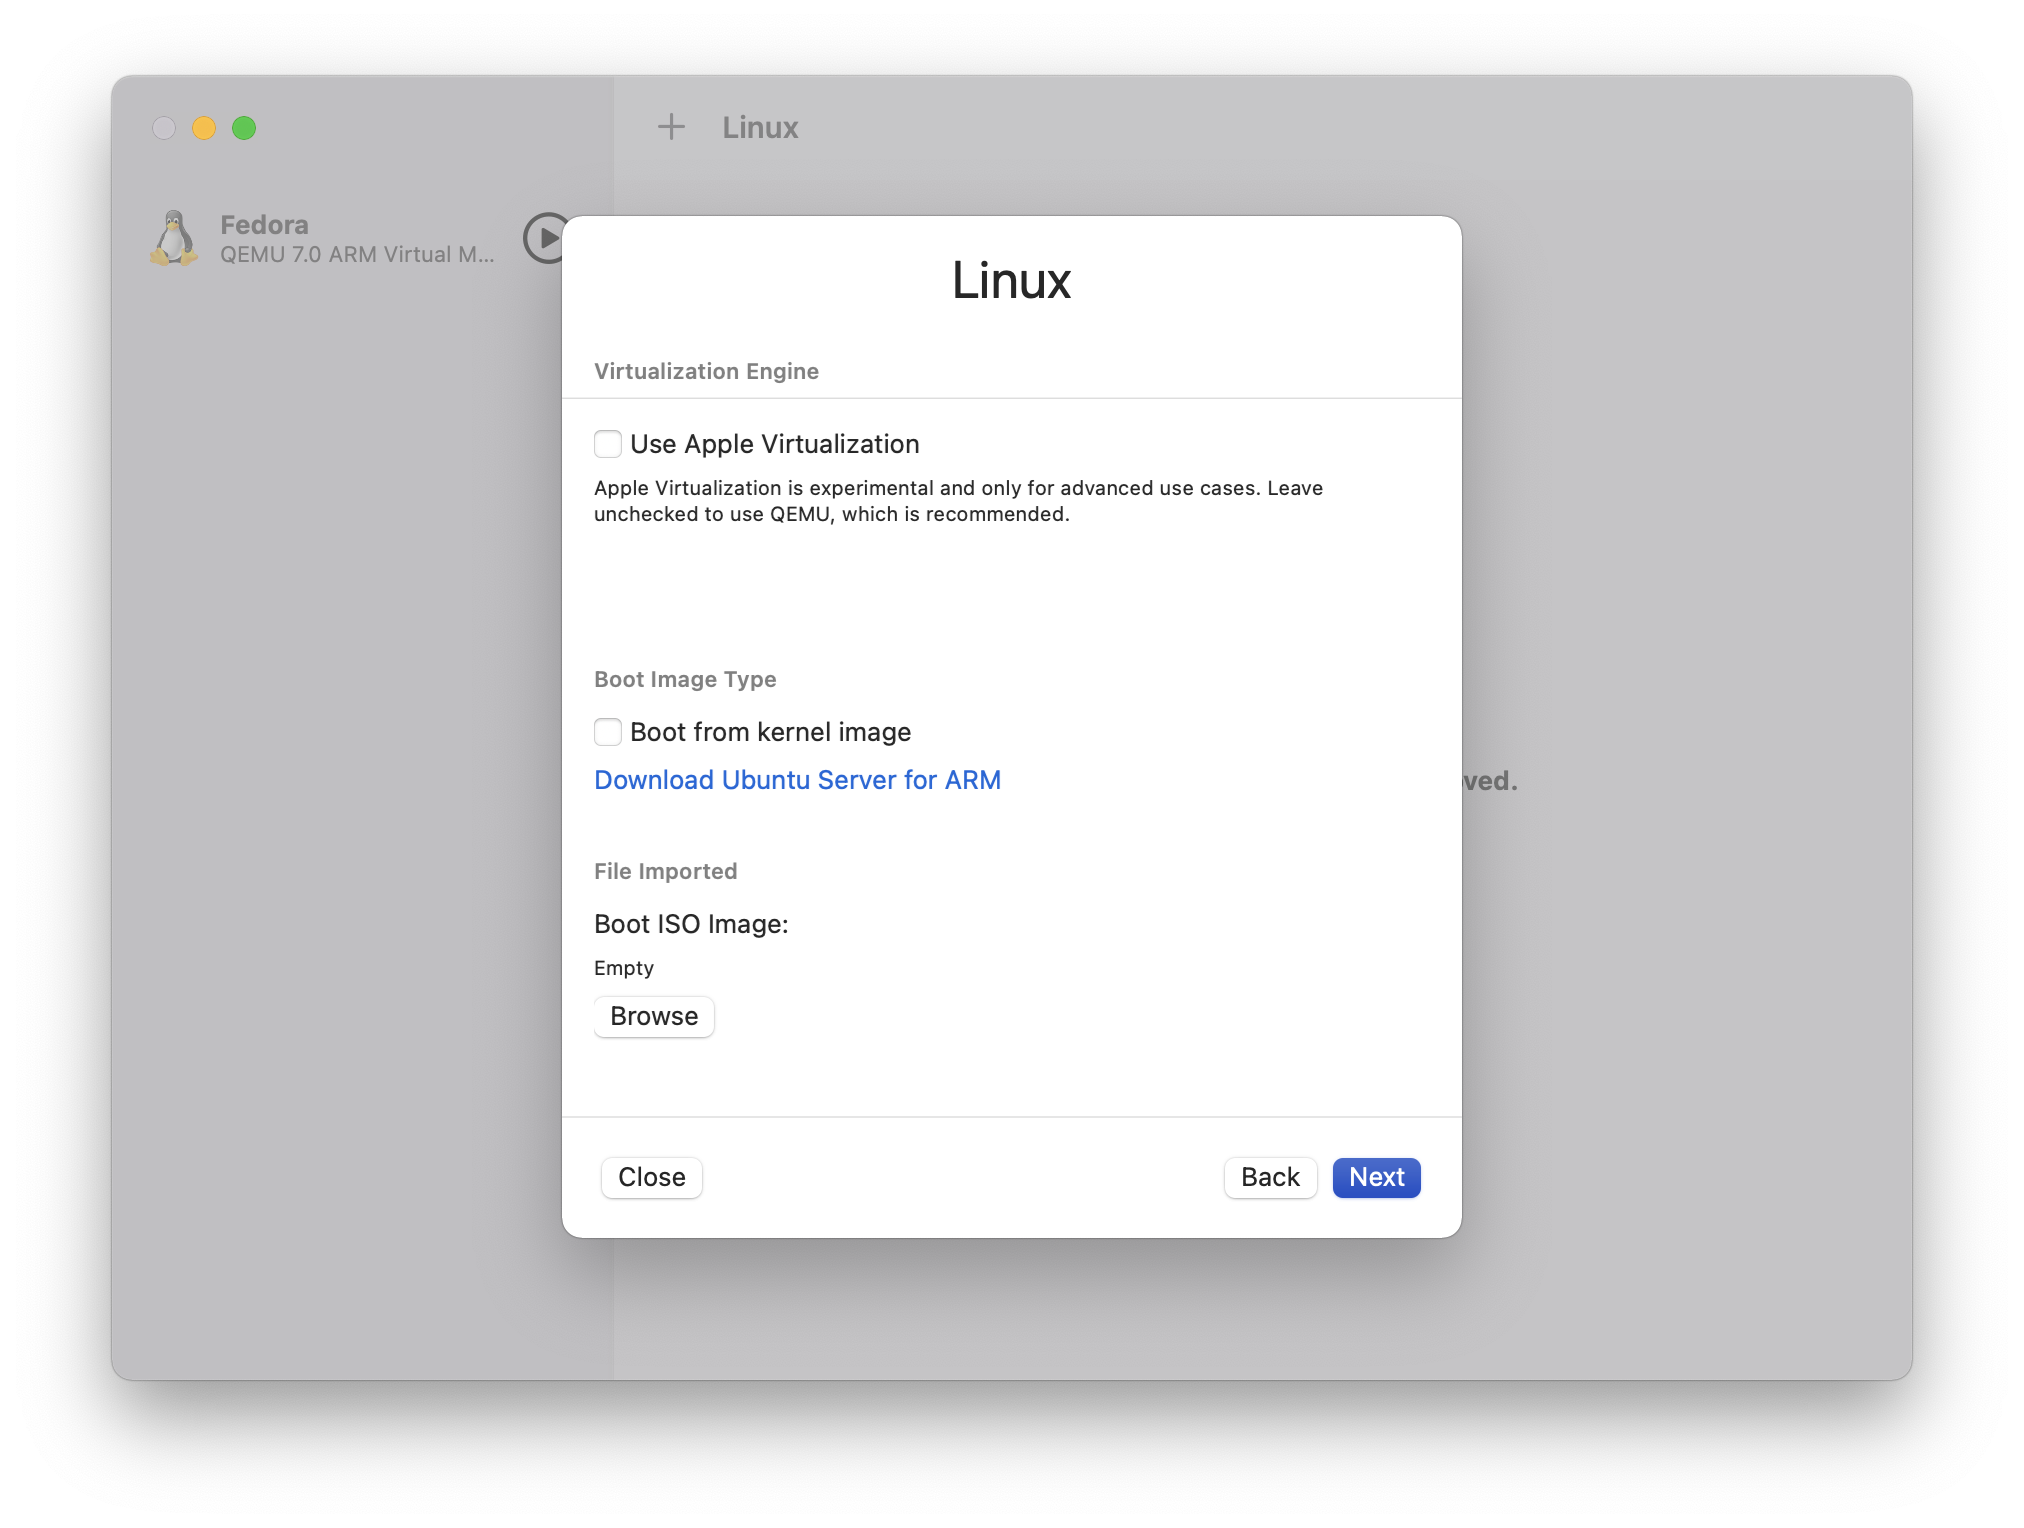 Linux
Fedora
QEMU 7.0 ARM Virtual M...
Linux
Virtualization Engine
Use Apple Virtualization
Apple Virtualization is experimental and only for advanced use cases. Leave
unchecked to use QEMU, which is recommended.
Boot Image Type
Boot from kernel image
Download Ubuntu Server for ARM
File Imported
Boot ISO Image:
Empty
Browse
Close
Back
Next